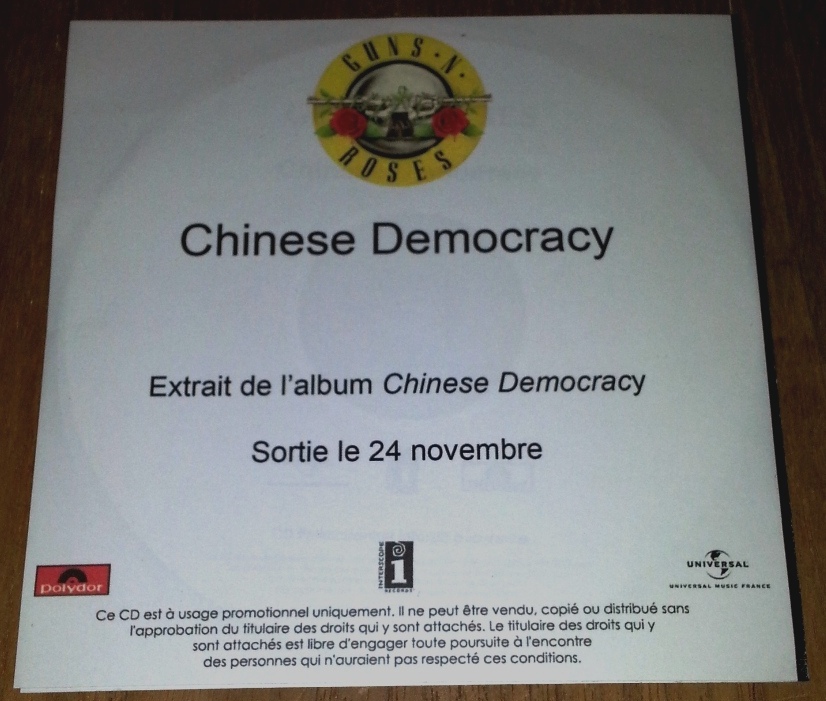 GUNS·N·
ROSES
Chinese Democracy
Extrait de l'album Chinese Democracy
Sortie le 24 novembre
polydor
INTERSCOPE
RECORDS
UNIVERSAL
UNIVERSAL MUSIC FRANCE
Ce CD est à usage promotionnel uniquement. Il ne peut être vendu, copié ou distribué sans
l'approbation du titulaire des droits qui y sont attachés. Le titulaire des droits qui y
sont attachés est libre d'engager toute poursuite à l'encontre
des personnes qui n'auraient pas respecté ces conditions.